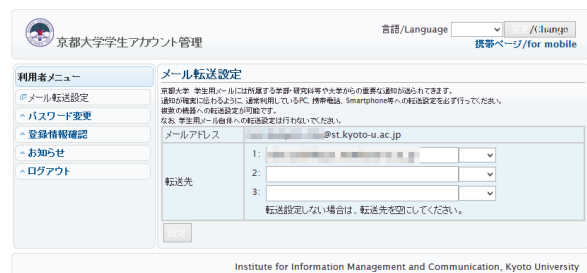 京都大学学生アカウント管理
言語/Language
/Change
携帯ページ/for mobile
利用者メニュー
メール転送設定
パスワード変更
登録情報確認
お知らせ
ログアウト
メール転送設定
京都大学 学生用メールには所属する学部・研究科等や大学からの重要な通知が送られてきます。
通知が確実に伝わるように、通常利用しているPC、携帯電話、Smartphone等への転送設定を必ず行ってください。
複数の機器への転送設定が可能です。
なお、学生用メール自体への転送設定は行わないでください。
メールアドレス
@st.kyoto-u.ac.jp
転送先
1:
2:
3:
転送設定しない場合は、転送先を空にしてください。
設定
Institute for Information Management and Communication, Kyoto University